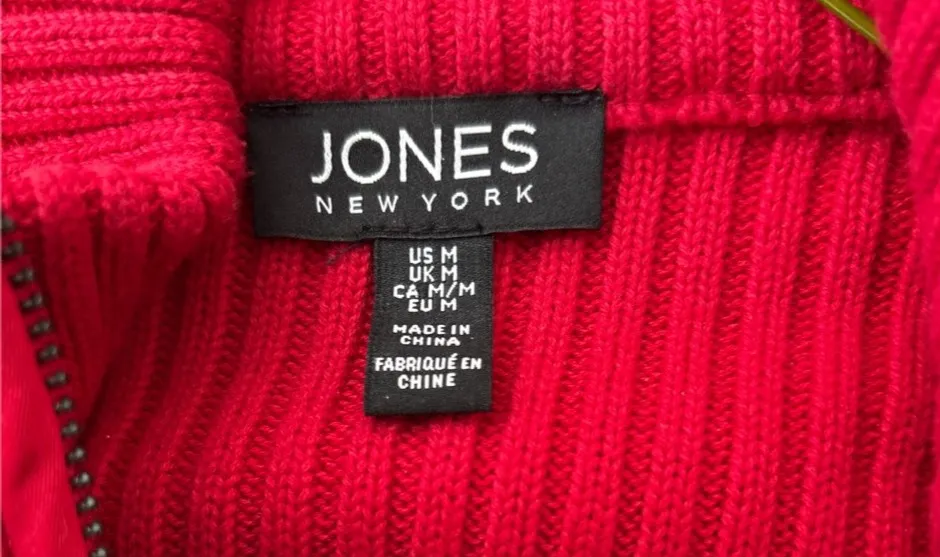 JONES
NEW YORK
US M
UK M
CA M/M
EU M
MADE IN
CHINA
FABRIQUÉ EN
CHINE